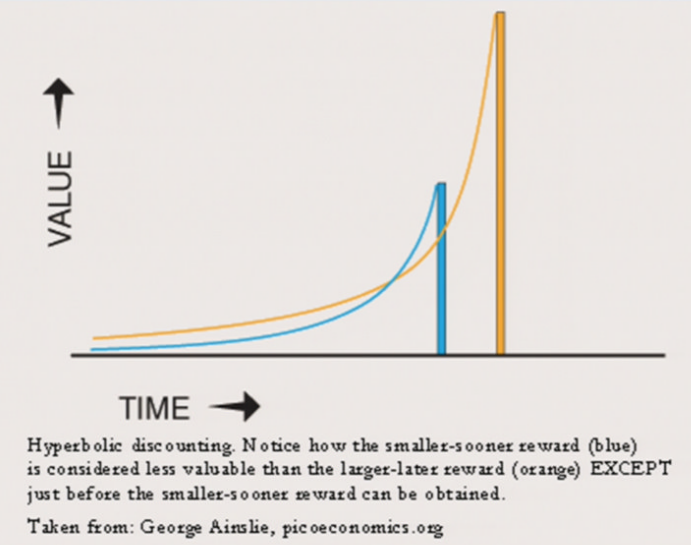 VALUE
TIME
Hyperbolic discounting. Notice how the smaller-sooner reward (blue)
is considered less valuable than the larger-later reward (orange) EXCEPT
just before the smaller-sooner reward can be obtained.
Taken from: George Ainslie, picoeconomics.org